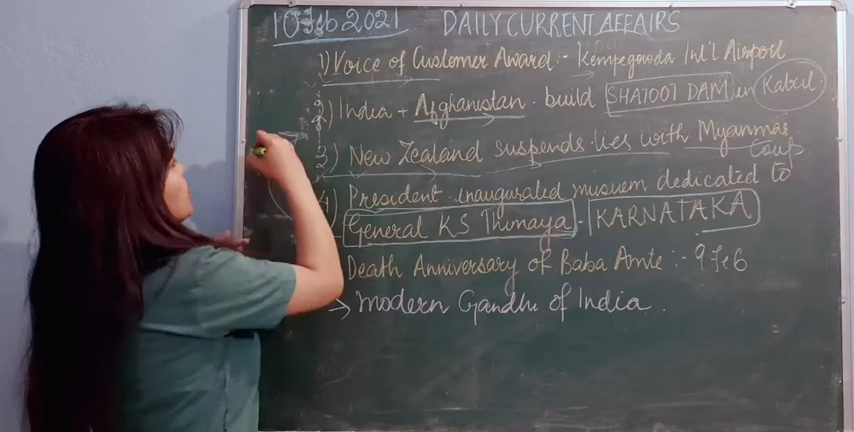 10 Feb 2021 DAILY CURRENT AFFAIRS
1) Voice of Customer Award :- Kempegowda Int'l Airport
2) India + Afghanistan build SHATOOT DAM in Kabul
3) New Zealand suspends ties with Myanmar
Coup
4) President inaugurated museum dedicated to
General KS Thimaya - KARNATAKA
Death Anniversary of Baba Amte :- 9 Feb
→ Modern Gandhi of India.